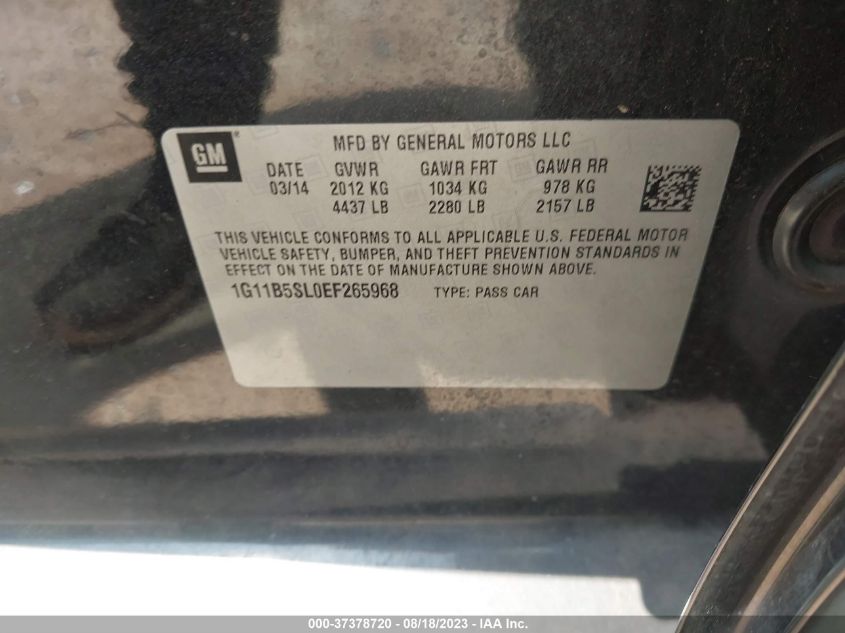 GM
MFD BY GENERAL MOTORS LLC
DATE GVWR GAWR FRT GAWR RR
03/14 2012 KG 1034 KG 978 KG
4437 LB 2280 LB 2157 LB
THIS VEHICLE CONFORMS TO ALL APPLICABLE U.S. FEDERAL MOTOR
VEHICLE SAFETY, BUMPER, AND THEFT PREVENTION STANDARDS IN
EFFECT ON THE DATE OF MANUFACTURE SHOWN ABOVE.
1G11B5SL0EF265968 TYPE: PASS CAR
000-37378720 - 08/18/2023 - IAA Inc.